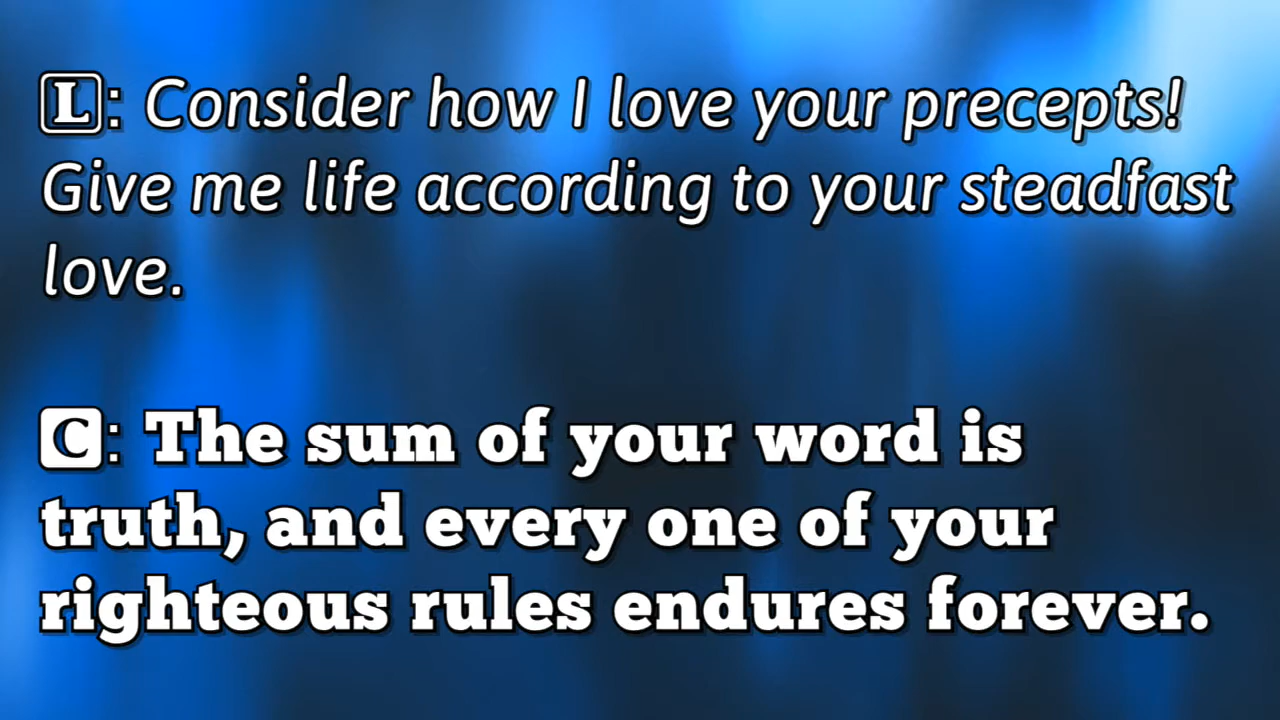 L: Consider how I love your precepts!
Give me life according to your steadfast
love.
C: The sum of your word is
truth, and every one of your
righteous rules endures forever.